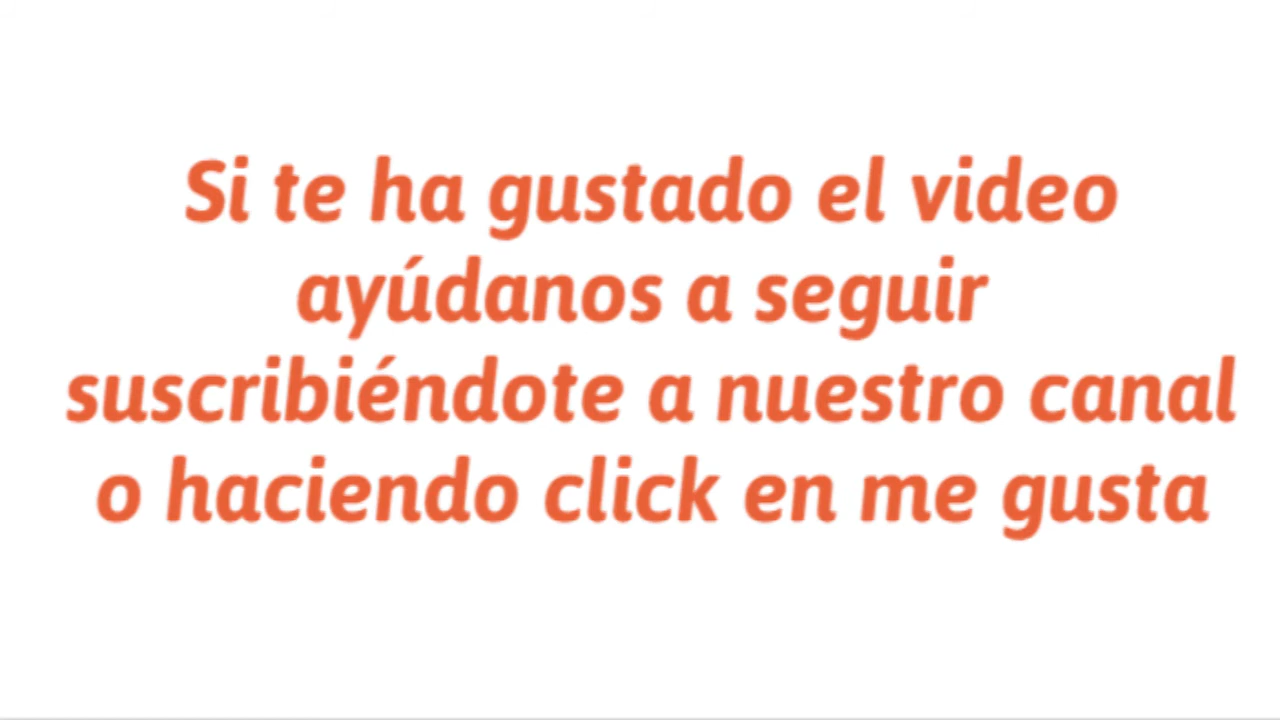 Si te ha gustado el video
ayúdanos a seguir
suscribiéndote a nuestro canal
o haciendo click en me gusta